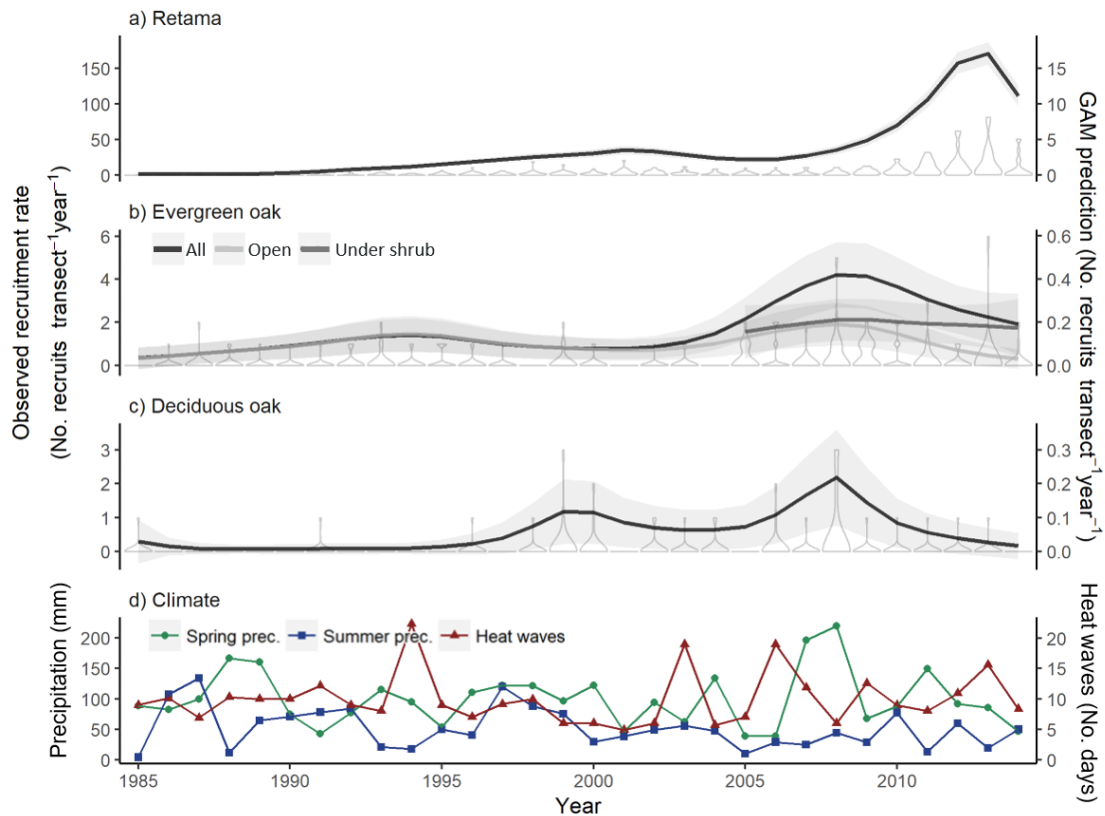 a) Retama
150
100
50
0
15
10
5
0
b) Evergreen oak
All Open Under shrub
6
4
2
0
0.6
0.4
0.2
0.0
c) Deciduous oak
3
2
1
0
0.3
0.2
0.1
0.0
d) Climate
Spring prec. Summer prec. Heat waves
200
150
100
50
0
20
15
10
5
0
1985 1990 1995 2000 2005 2010
Year
Observed recruitment rate
(No. recruits transect⁻¹year⁻¹)
GAM prediction (No. recruits transect⁻¹year⁻¹)
Precipitation (mm)
Heat waves (No. days)